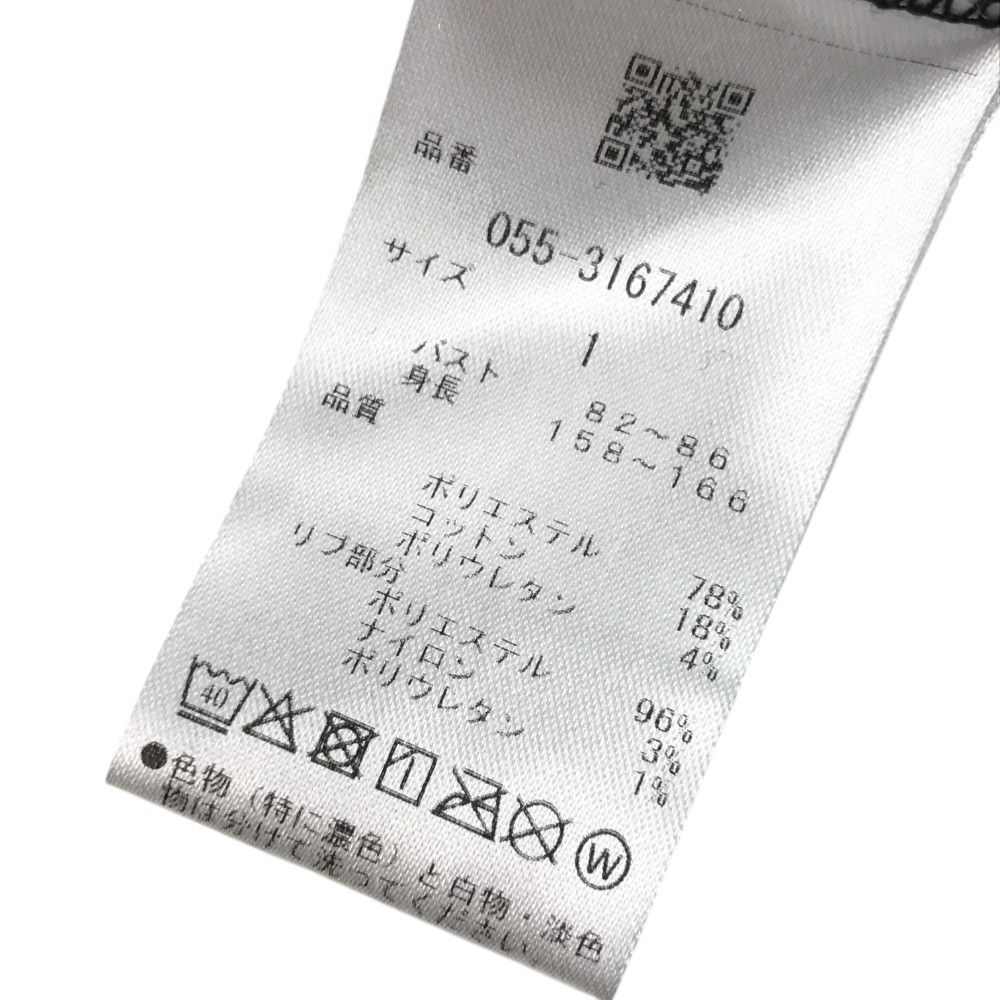 品番
055-3167410
サイズ
1
バスト 82~86
身長 158~166
品質
ポリエステル 78%
コットン 18%
ポリウレタン 4%
リブ部分
ポリエステル 96%
ナイロン 3%
ポリウレタン 1%
40
W
●色物(特に濃色)と白物・淡色
物は分けて洗ってください。